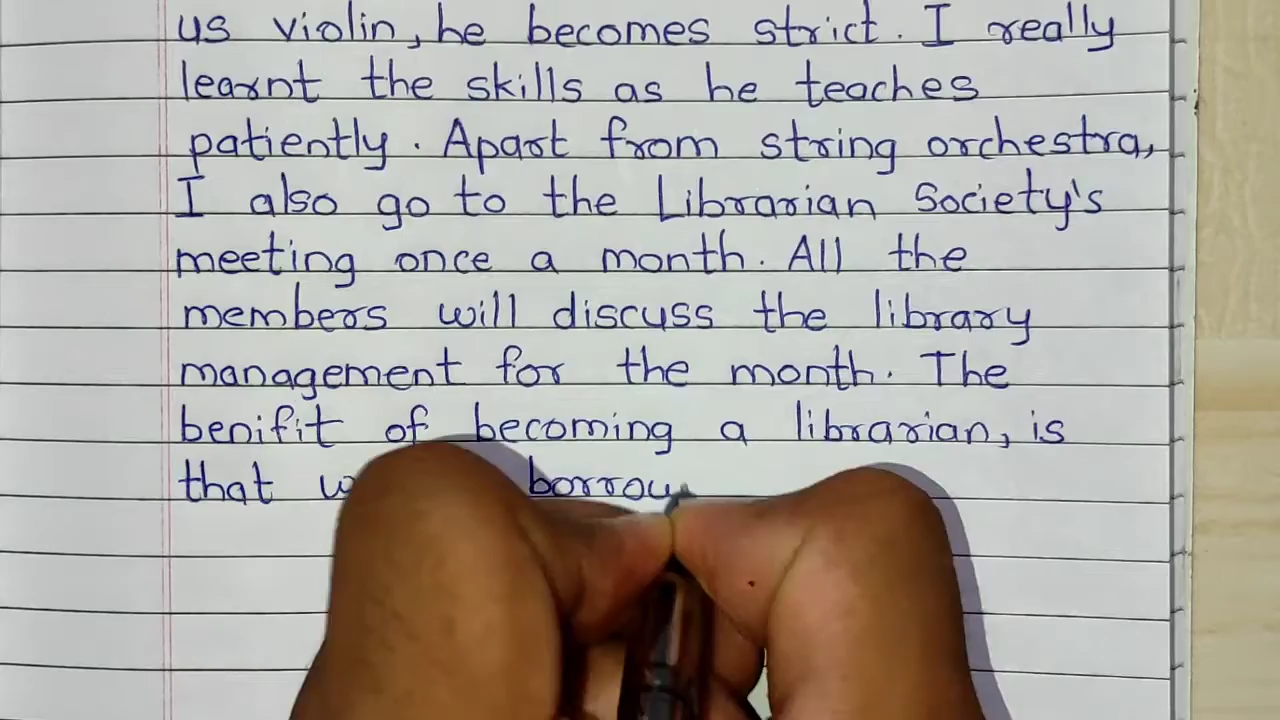 us violin, he becomes strict. I really
learnt the skills as he teaches
patiently. Apart from string orchestra,
I also go to the Librarian Society's
meeting once a month. All the
members will discuss the library
management for the month. The
benifit of becoming a librarian, is
that